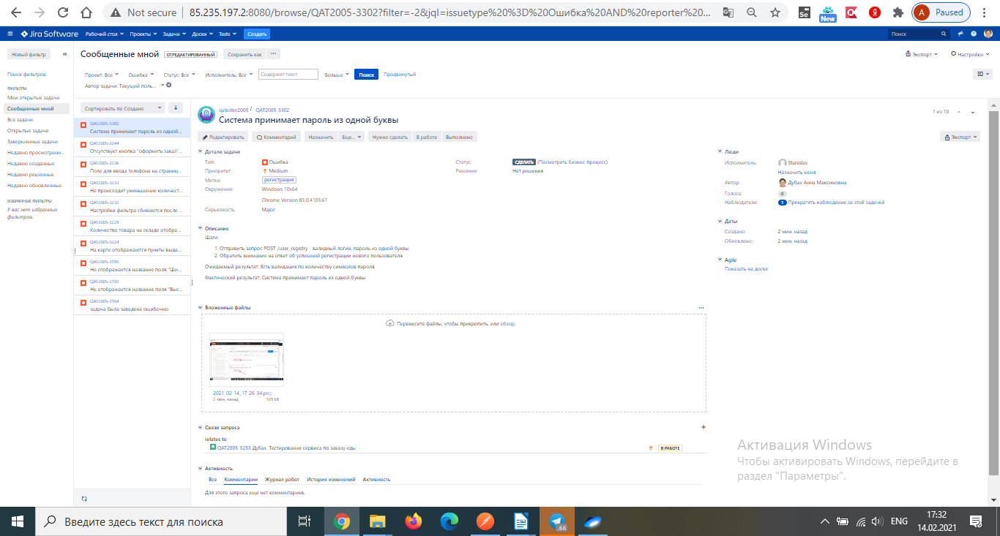 Not secure
85.235.197.2:8080/browse/QAT2005-3302?filter=-2&jql=issuetype%20%3D%20Ошибка%20AND%20reporter%20...
New
Paused
Jira Software
Рабочий стол
Проекты
Задачи
Доски
Tests
Создать
Поиск
Новый фильтр
Поиск фильтров
ФИЛЬТРЫ
Мои открытые задачи
Сообщенные мной
Все задачи
Открытые задачи
Завершенные задачи
Недавно просмотренн...
Недавно созданные
Недавно решенные
Недавно обновленные
ИЗБРАННЫЕ ФИЛЬТРЫ
У вас нет избранных
фильтров.
Сообщенные мной
ОТРЕДАКТИРОВАННЫЙ
Сохранить как
Экспорт
Настройки
Проект: Все
Ошибка
Статус: Все
Исполнитель: Все
Содержит текст
Больше
Поиск
Продвинутый
Автор задачи: Текущий поль...
Сортировать по Создано
QAT2005-3302
Система принимает пароль из одной...
QAT2005-3244
Отсутствует кнопка "оформить заказ"...
QAT2005-3236
Поле для ввода телефона на страниц...
QAT2005-3233
Не происходит уменьшение количест...
QAT2005-3232
Настройки фильтра сбиваются после ...
QAT2005-3229
Количество товара на складе отобра...
QAT2005-3224
На карте отображаются пункты выда...
QAT2005-3195
Не отображается название поля "Ши...
QAT2005-3193
Не отображается название поля "Выс...
QAT2005-3164
задача была заведена ошибочно
qatester2005 / QAT2005-3302
Система принимает пароль из одной буквы
1 из 10
Редактировать
Комментарий
Назначить
Еще...
Нужно сделать
В работе
Выполнено
Экспорт
Детали задачи
Тип: Ошибка
Статус: СДЕЛАТЬ (Посмотреть бизнес процесс)
Приоритет: Medium
Решение: Нет решения
Метки: регистрация
Окружение: Windows 10x64
Chrome Version 83.0.4103.61
Серьезность: Major
Описание
Шаги:
1. Отправить запрос POST /user_registry - валидный логин, пароль из одной буквы
2. Обратить внимание на ответ об успешной регистрации нового пользователя
Ожидаемый результат: Есть валидация по количеству символов пароля
Фактический результат: Система принимает пароль из одной буквы
Вложенные файлы
Перенесите файлы, чтобы прикрепить, или обзор.
2021-02-14_17-26-34.png
2 мин. назад 109 kB
Связи запроса
relates to
QAT2005-3253 Дубах. Тестирование сервиса по заказу еды
В РАБОТЕ
Активность
Все
Комментарии
Журнал работ
История изменений
Активность
Для этого запроса еще нет комментариев.
Люди
Исполнитель: Stanislav
Назначить меня
Автор: Дубах Анна Максимовна
Голоса: 0
Наблюдатели: 1 Прекратить наблюдение за этой задачей
Даты
Создано: 2 мин. назад
Обновлено: 2 мин. назад
Agile
Показать на доске
Активация Windows
Чтобы активировать Windows, перейдите в
раздел "Параметры".
Введите здесь текст для поиска
.66
ENG
17:32
14.02.2021